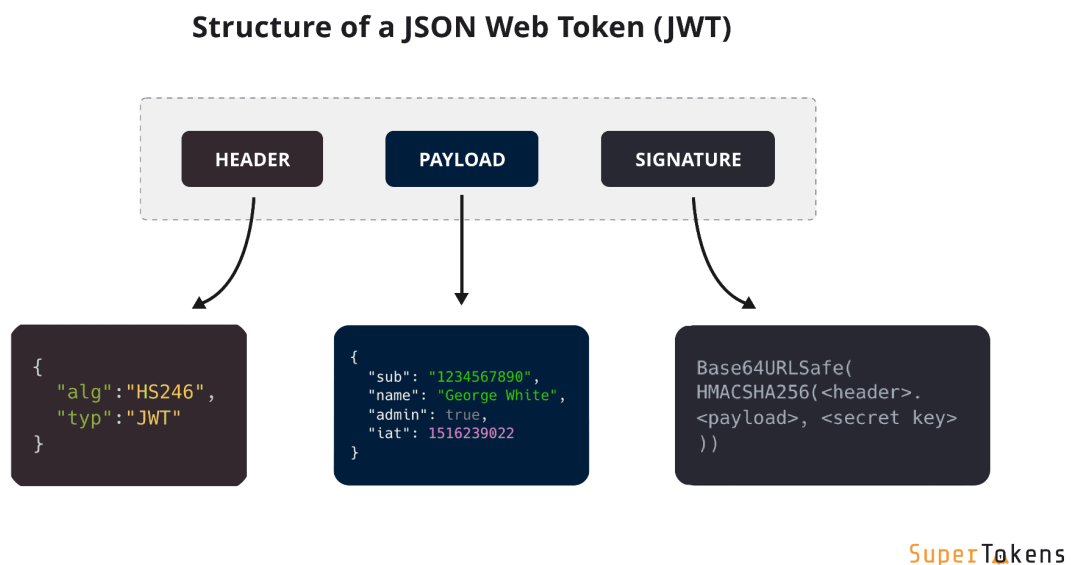 Structure of a JSON Web Token (JWT)
HEADER
PAYLOAD
SIGNATURE
{
"alg":"HS246",
"typ":"JWT"
}
{
"sub": "1234567890",
"name": "George White",
"admin": true,
"iat": 1516239022
}
Base64URLSafe(
HMACSHA256(<header>.
<payload>, <secret key>
))
SuperTokens